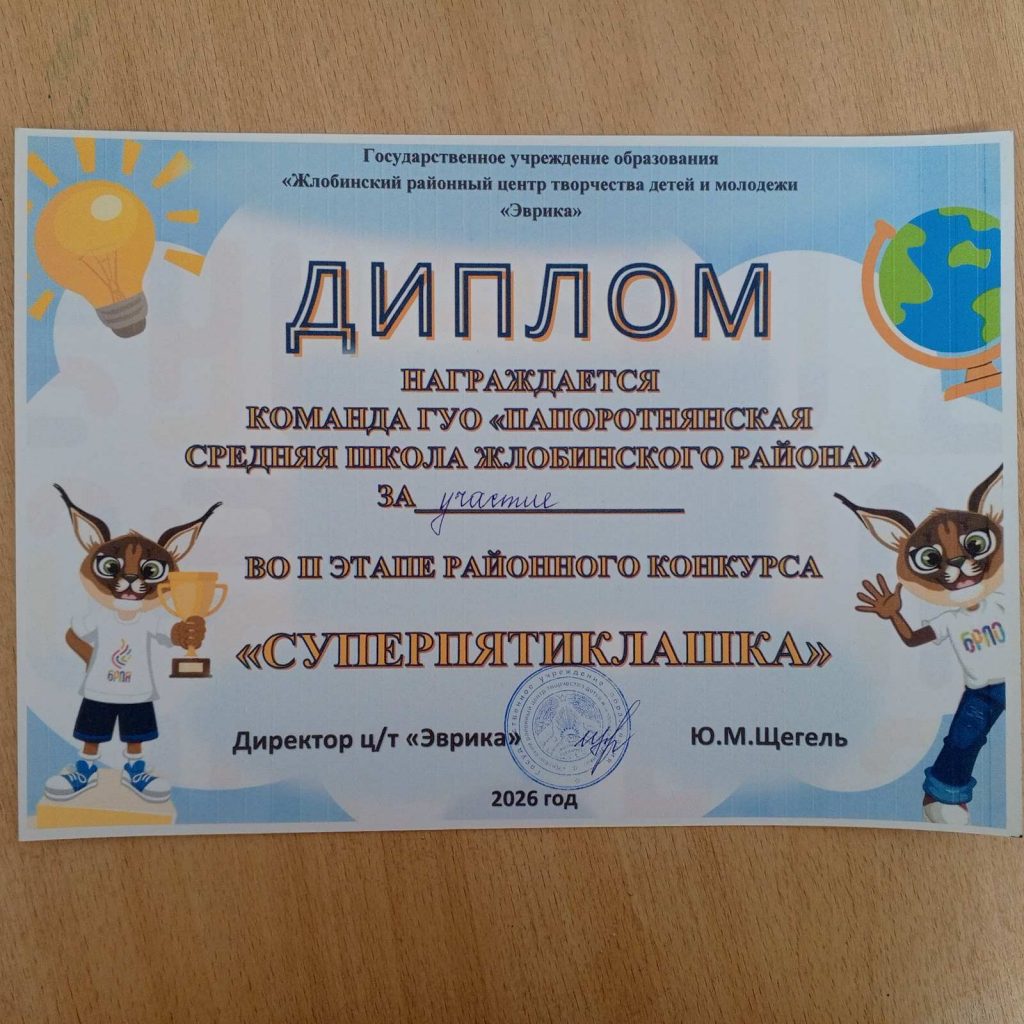 Государственное учреждение образования
«Жлобинский районный центр творчества детей и молодежи
«Эврика»
ДИПЛОМ
НАГРАЖДАЕТСЯ
КОМАНДА ГУО «ПАПОРОТНЯНСКАЯ
СРЕДНЯЯ ШКОЛА ЖЛОБИНСКОГО РАЙОНА»
ЗА участие
ВО II ЭТАПЕ РАЙОННОГО КОНКУРСА
«СУПЕРПЯТИКЛАШКА»
БРПО
Директор ц/т «Эврика» Ю.М.Щегель
2026 год